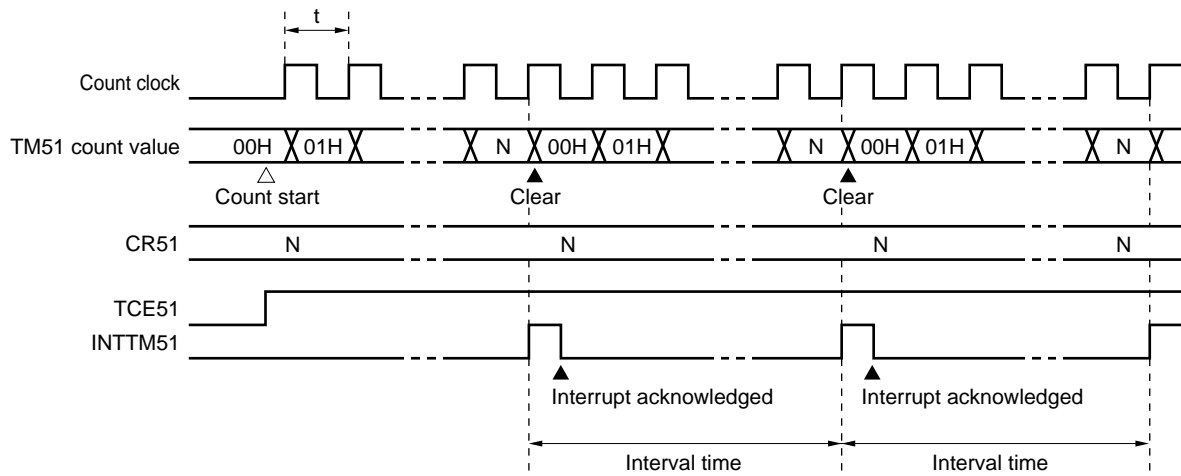 t
Count clock
TM51 count value 00H 01H N 00H 01H N 00H 01H N
Count start Clear Clear
CR51 N N N N
TCE51
INTTM51
Interrupt acknowledged Interrupt acknowledged
Interval time Interval time